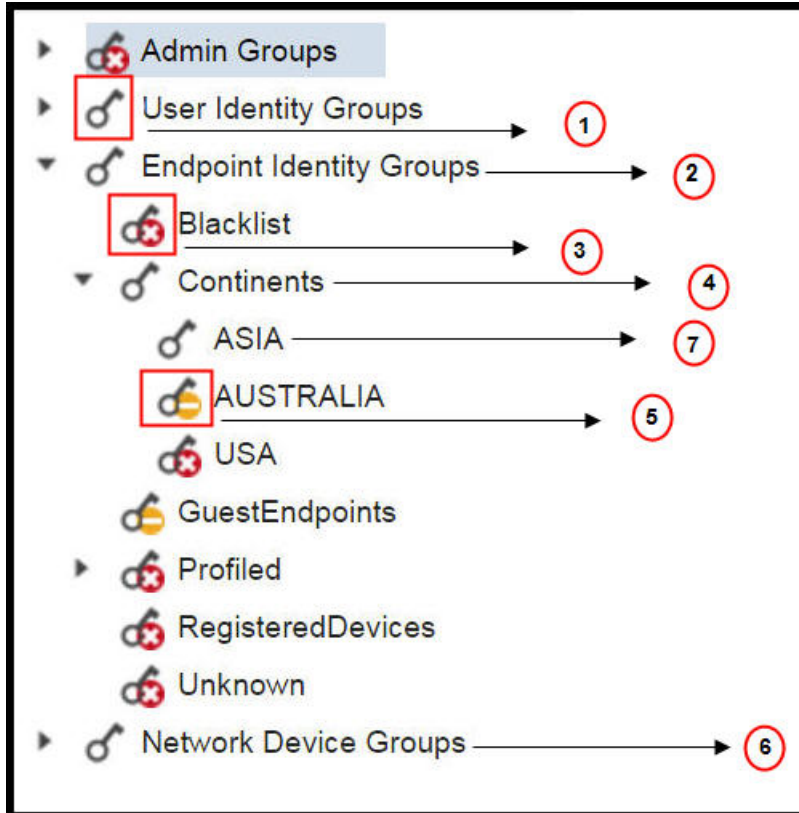 Admin Groups
User Identity Groups 1
Endpoint Identity Groups 2
Blacklist 3
Continents 4
ASIA 7
AUSTRALIA 5
USA
GuestEndpoints
Profiled
RegisteredDevices
Unknown
Network Device Groups 6